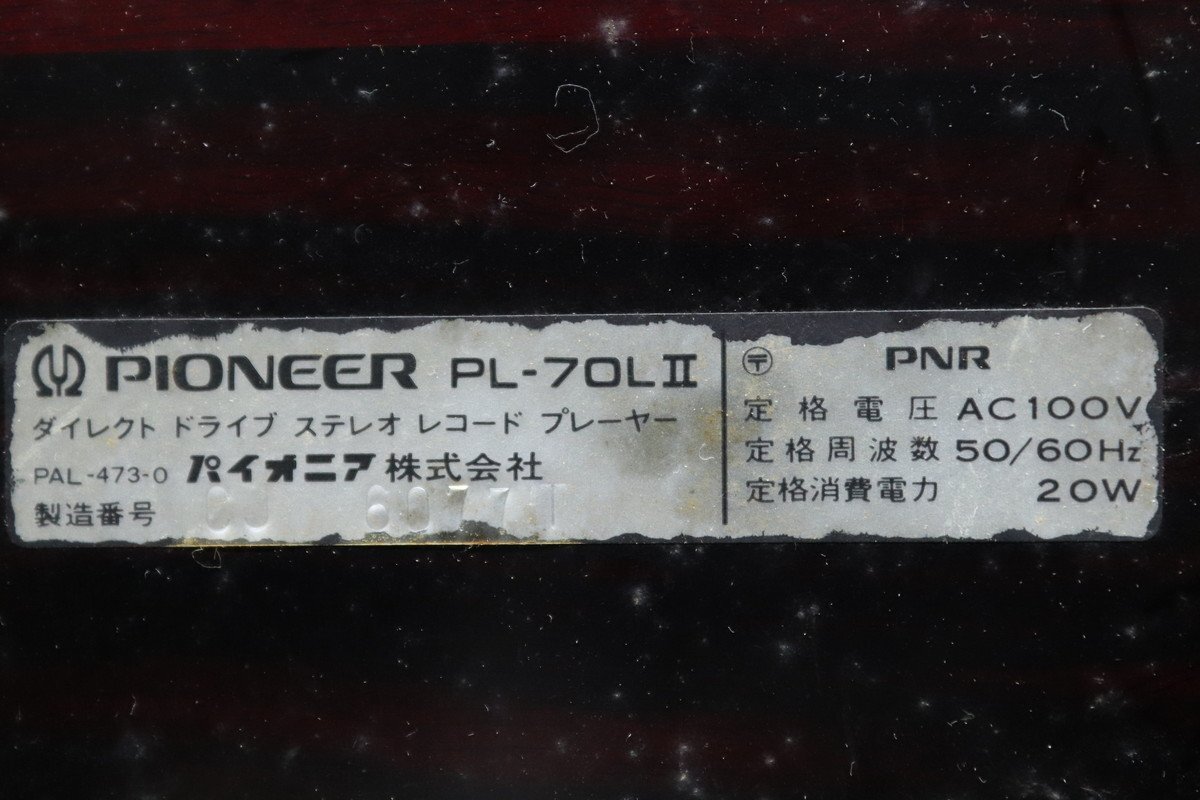 PIONEER PL-70LⅡ
ダイレクト ドライブ ステレオ レコード プレーヤー
PAL-473-0 パイオニア株式会社
製造番号
〒 PNR
定格電圧 AC100V
定格周波数 50/60Hz
定格消費電力 20W